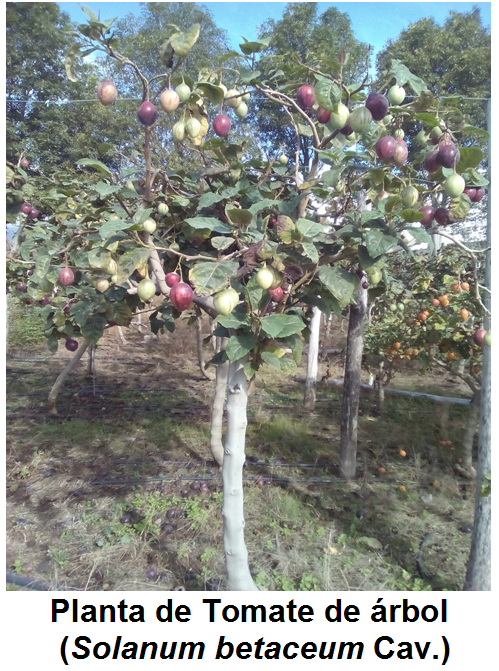 Planta de Tomate de árbol
(Solanum betaceum Cav.)